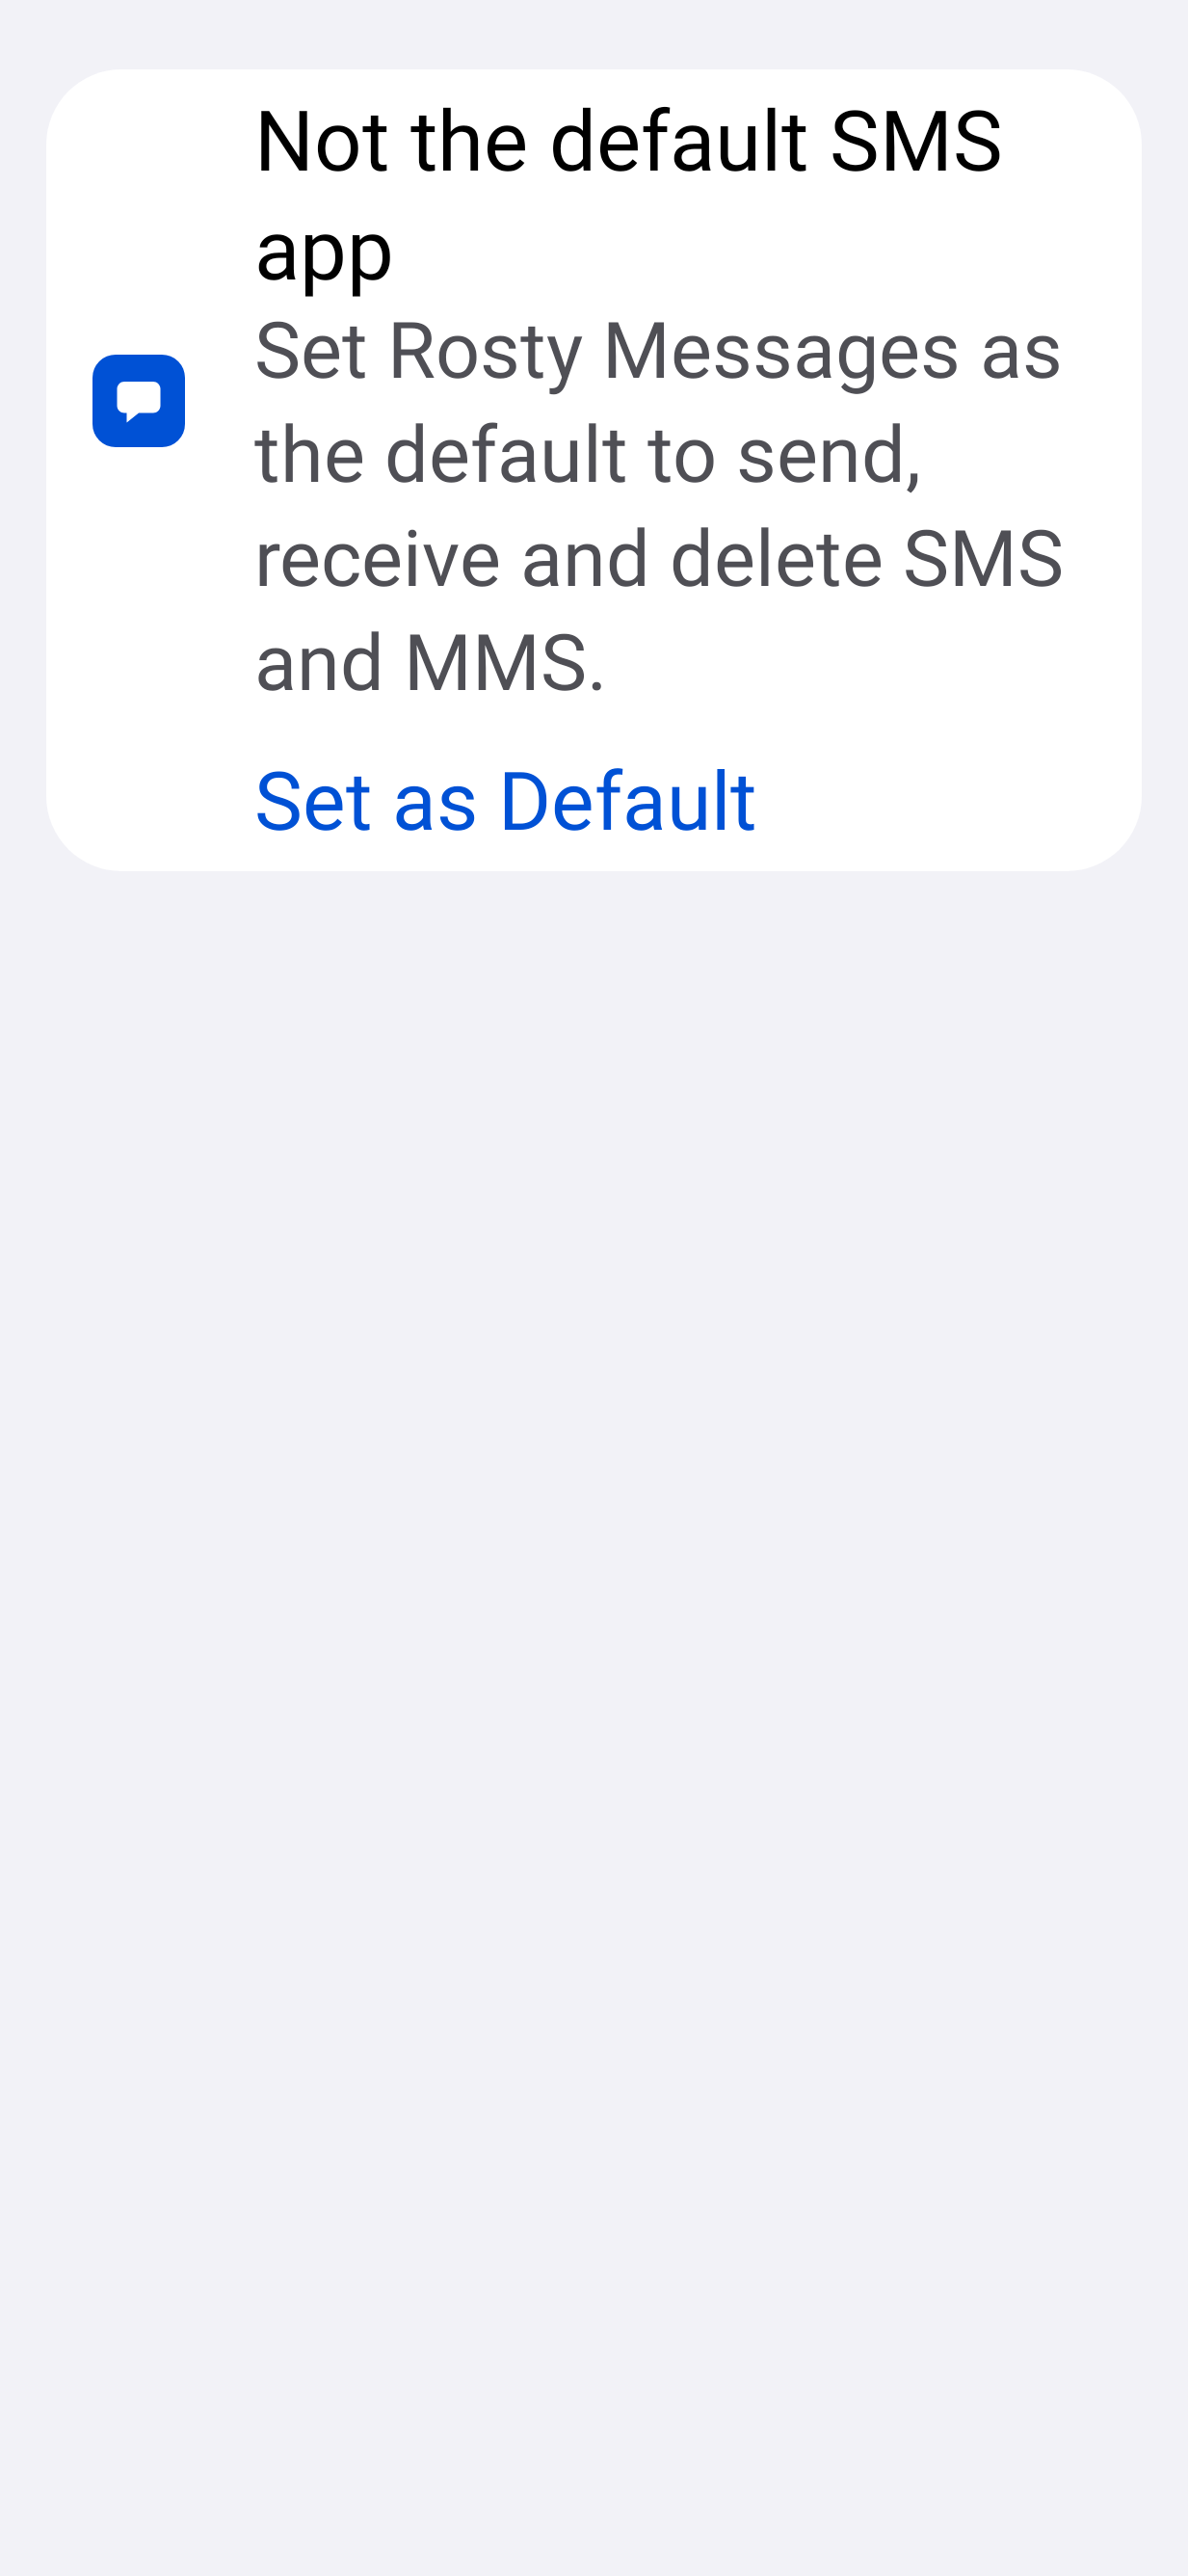 Not the default SMS
app
Set Rosty Messages as
the default to send,
receive and delete SMS
and MMS.
Set as Default